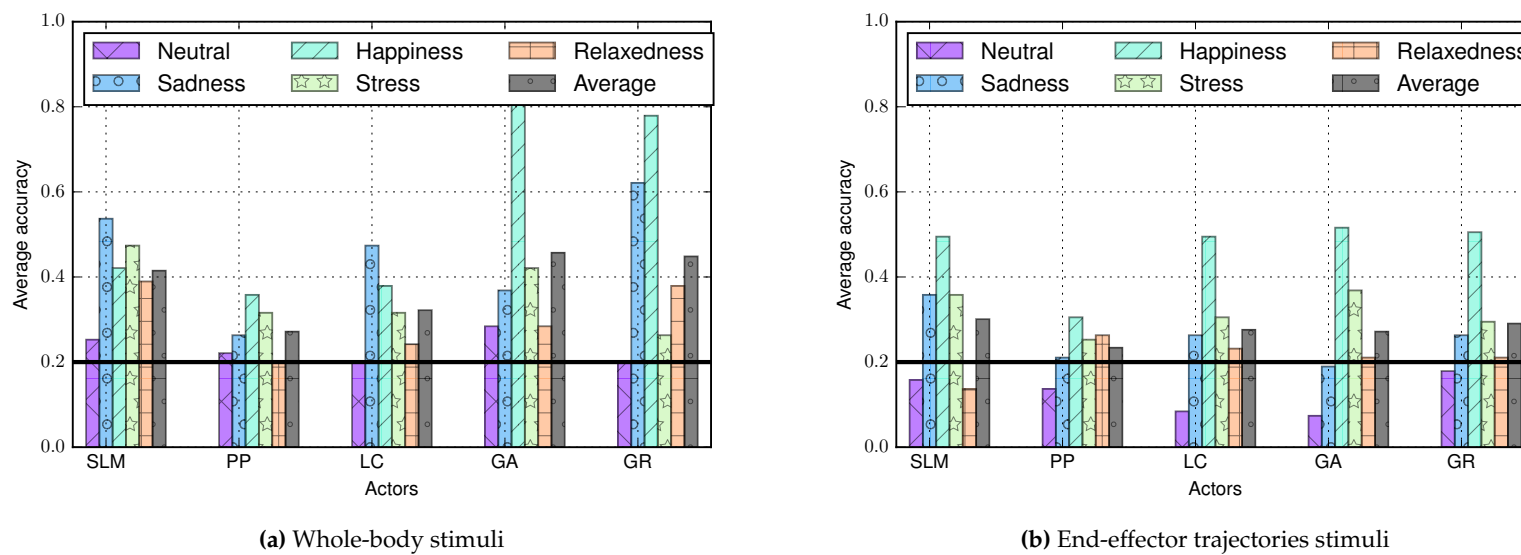 1.0
Neutral Happiness Relaxedness
Sadness Stress Average
0.8
0.6
0.4
0.2
0.0
Average accuracy
SLM PP LC GA GR
Actors
(a) Whole-body stimuli
1.0
Neutral Happiness Relaxedness
Sadness Stress Average
0.8
0.6
0.4
0.2
0.0
Average accuracy
SLM PP LC GA GR
Actors
(b) End-effector trajectories stimuli